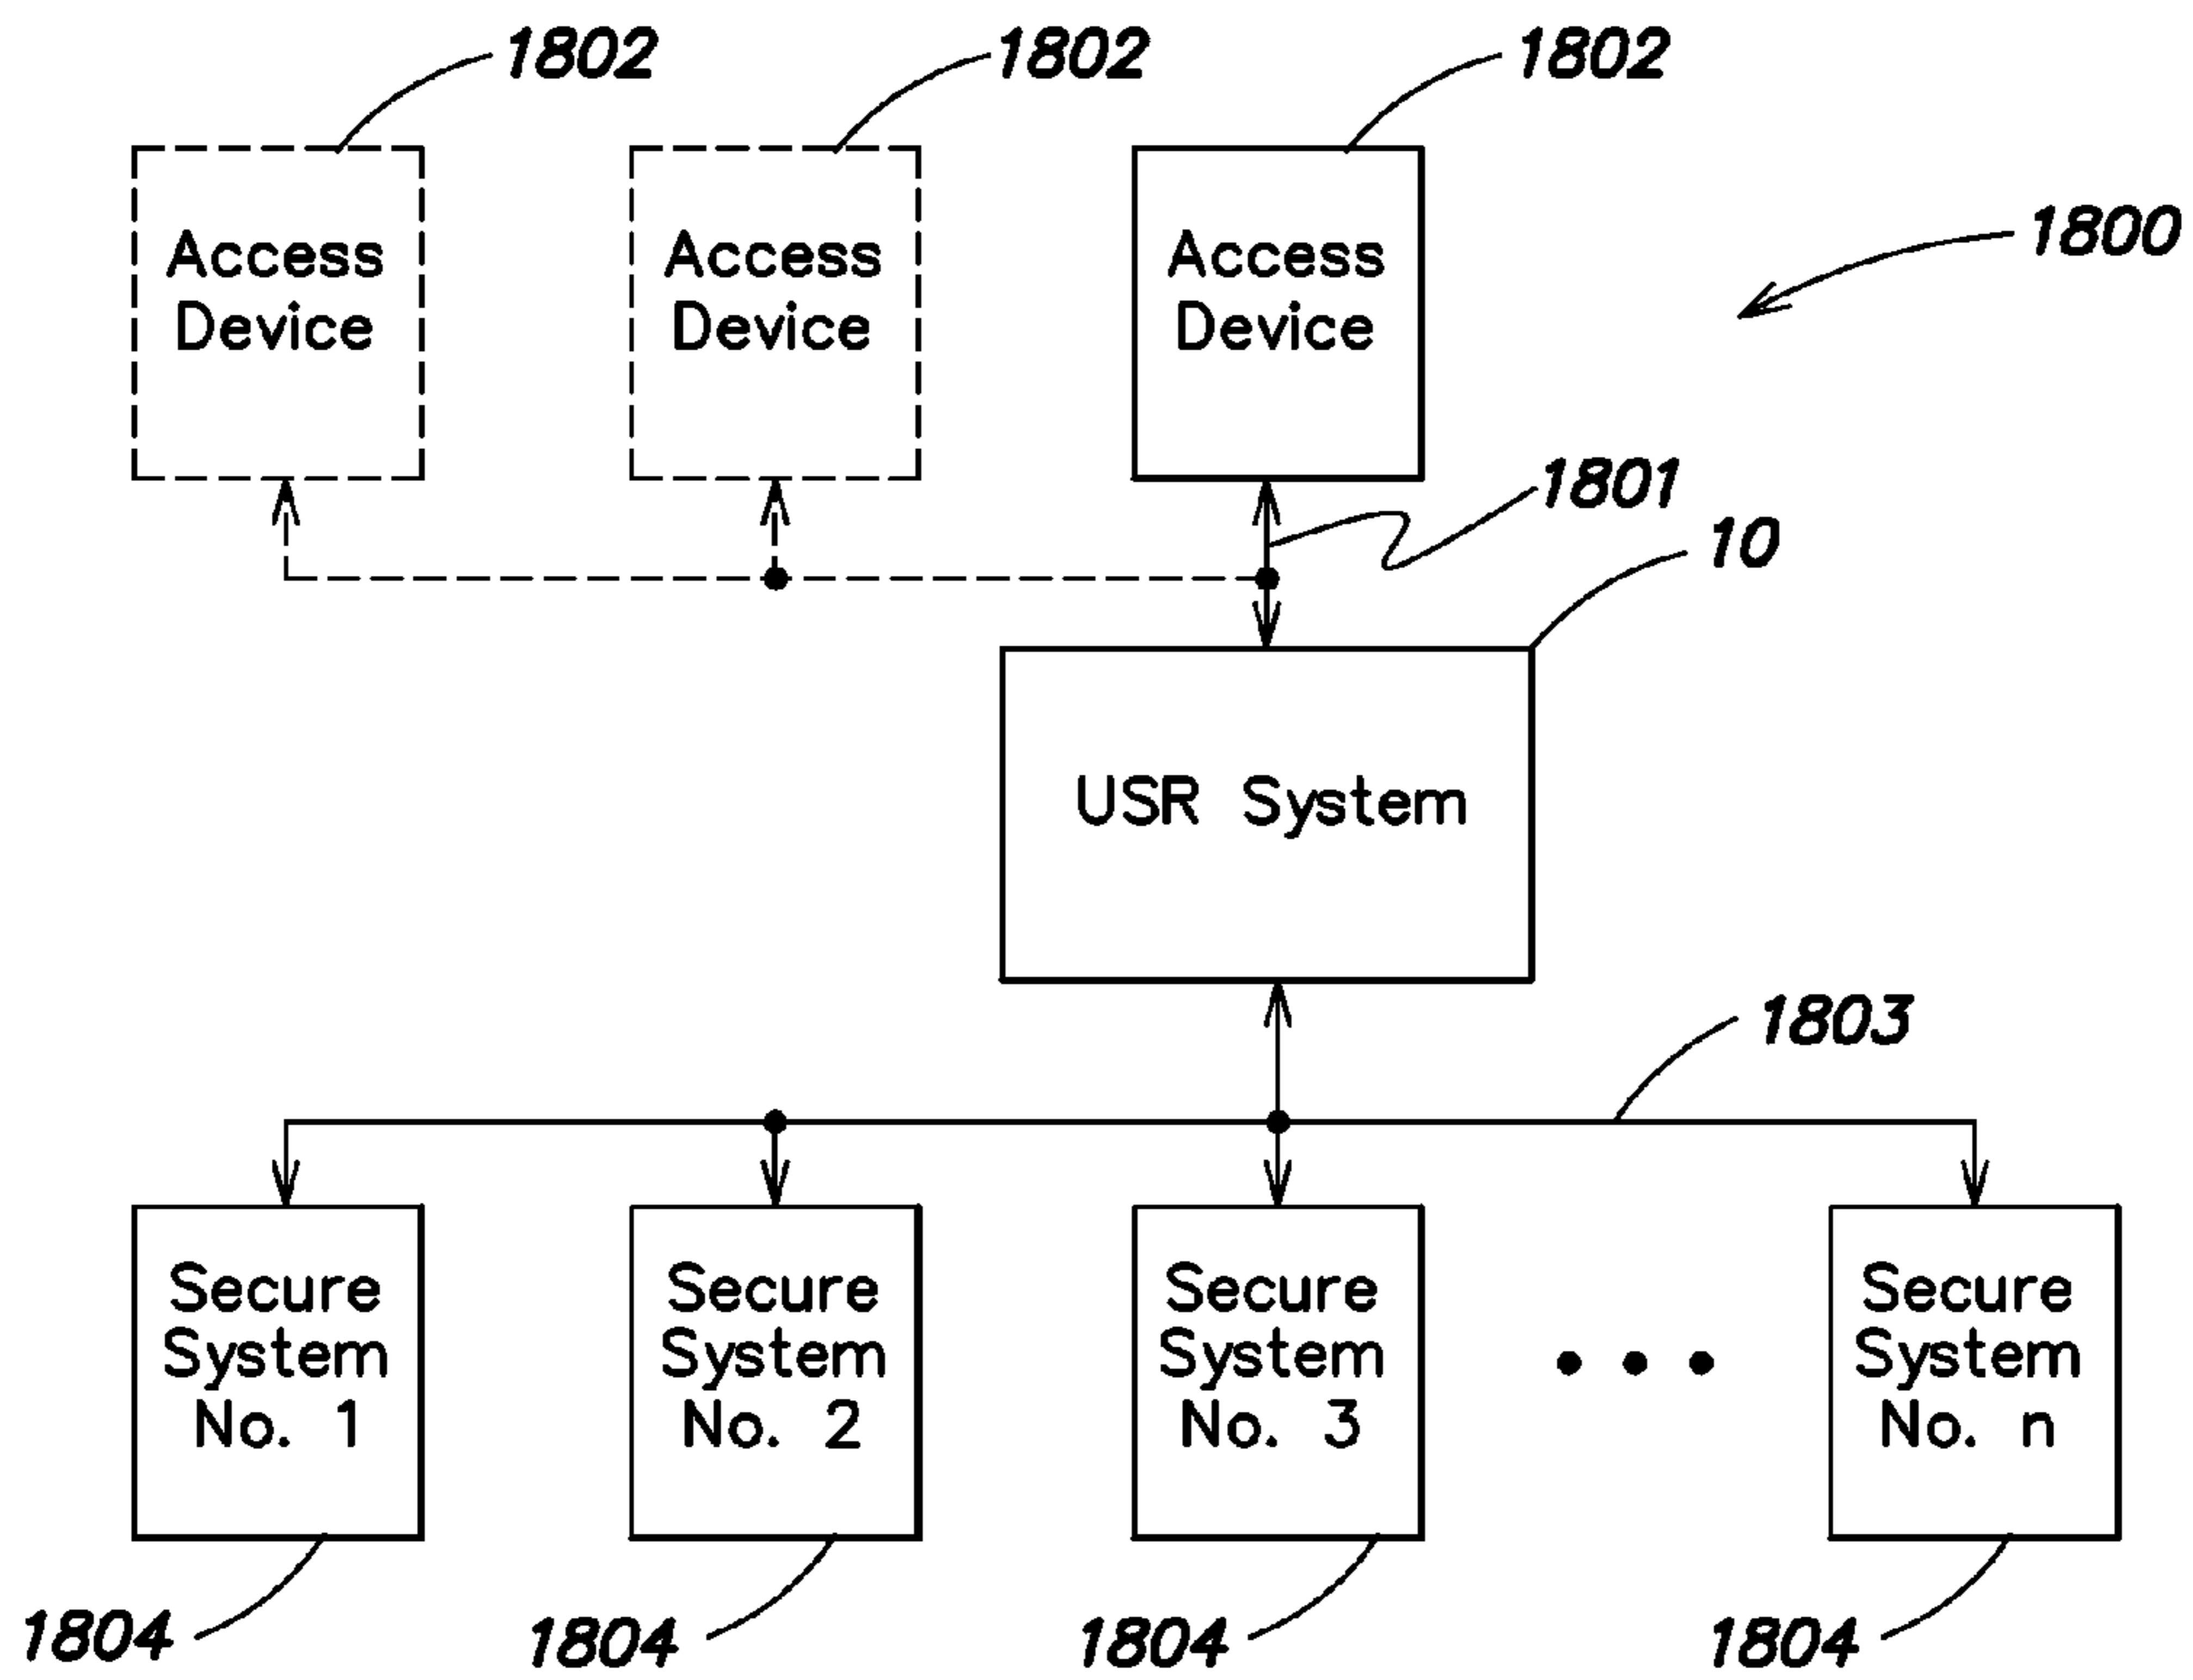 1802
1802
1802
1800
Access
Device
Access
Device
Access
Device
1801
10
USR System
1803
Secure
System
No. 1
Secure
System
No. 2
Secure
System
No. 3
• • •
Secure
System
No. n
1804
1804
1804
1804